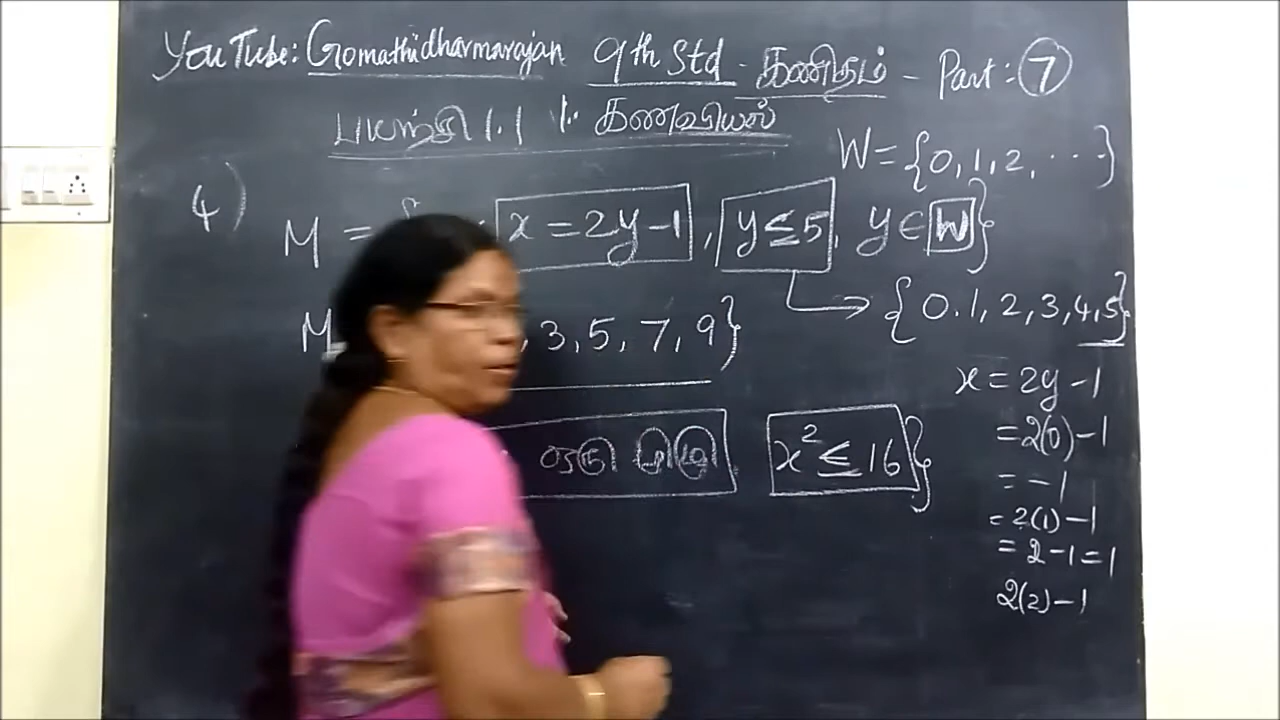 YouTube: Gomathidharmarajan 9th Std - கணிதம் - Part: 7
பயிற்சி 1.1 1. கணவியல்
W = {0, 1, 2, ...}
4) M = { : x = 2y - 1, y ≤ 5, y ∈ W}
{0.1, 2, 3, 4, 5}
M , 3, 5, 7, 9}
x = 2y - 1
ஒரு முழு x² ≤ 16}
= 2(0) - 1
= -1
= 2(1) - 1
= 2 - 1 = 1
2(2) - 1